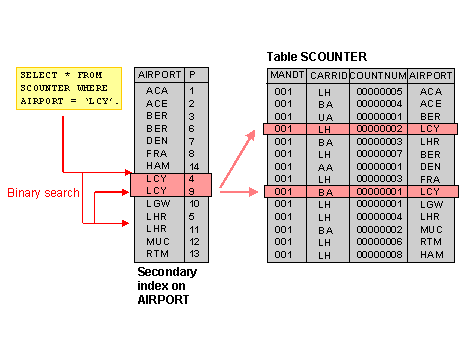 Table SCOUNTER
SELECT * FROM
SCOUNTER WHERE
AIRPORT = 'LCY'.
AIRPORT P
ACA 1
ACE 2
BER 3
BER 6
DEN 7
FRA 8
HAM 14
LCY 4
LCY 9
LGW 10
LHR 5
LHR 11
MUC 12
RTM 13
Binary search
Secondary
index on
AIRPORT
MANDT CARRID COUNTNUM AIRPORT
001 LH 00000005 ACA
001 BA 00000004 ACE
001 UA 00000001 BER
001 LH 00000002 LCY
001 BA 00000003 LHR
001 LH 00000007 BER
001 AA 00000001 DEN
001 LH 00000003 FRA
001 BA 00000001 LCY
001 LH 00000001 LGW
001 LH 00000004 LHR
001 BA 00000002 MUC
001 LH 00000006 RTM
001 LH 00000008 HAM